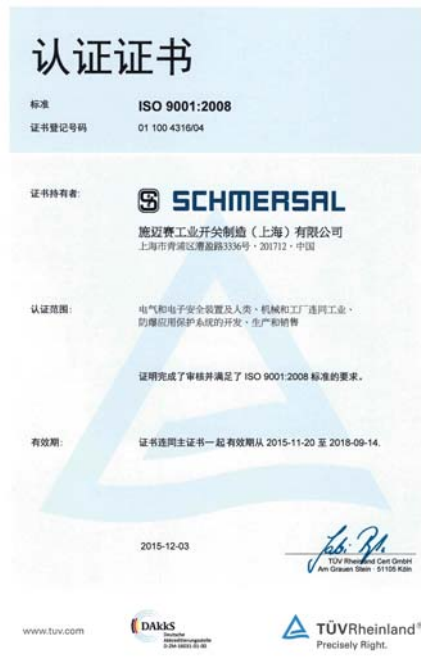 认证证书
标准 ISO 9001:2008
证书登记号码 01 100 4316/04
证书持有者: SCHMERSAL
施迈赛工业开关制造（上海）有限公司
上海市青浦区漕盈路3336号，201712，中国
认证范围: 电气和电子安全装置及人类、机械和工厂连同工业、
防爆应用保护系统的开发、生产和销售
证明完成了审核并满足了 ISO 9001:2008 标准的要求。
有效期: 证书连同主证书一起有效期从 2015-11-20 至 2018-09-14.
2015-12-03
TÜV Rheinland Cert GmbH
Am Grauen Stein · 51105 Köln
www.tuv.com
DAkkS
Deutsche
Akkreditierungsstelle
D-ZM-16031-01-00
TÜVRheinland®
Precisely Right.